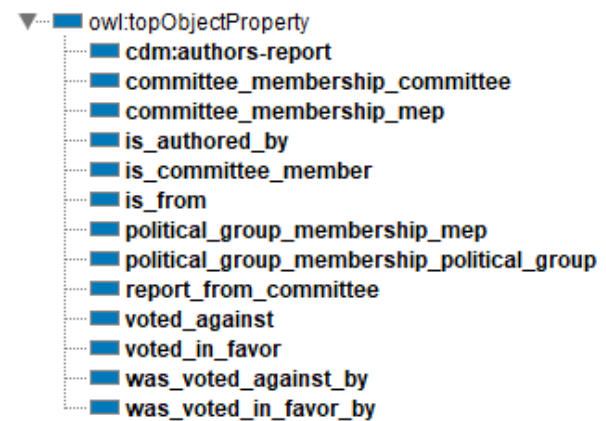 owl:topObjectProperty
cdm:authors-report
committee_membership_committee
committee_membership_mep
is_authored_by
is_committee_member
is_from
political_group_membership_mep
political_group_membership_political_group
report_from_committee
voted_against
voted_in_favor
was_voted_against_by
was_voted_in_favor_by